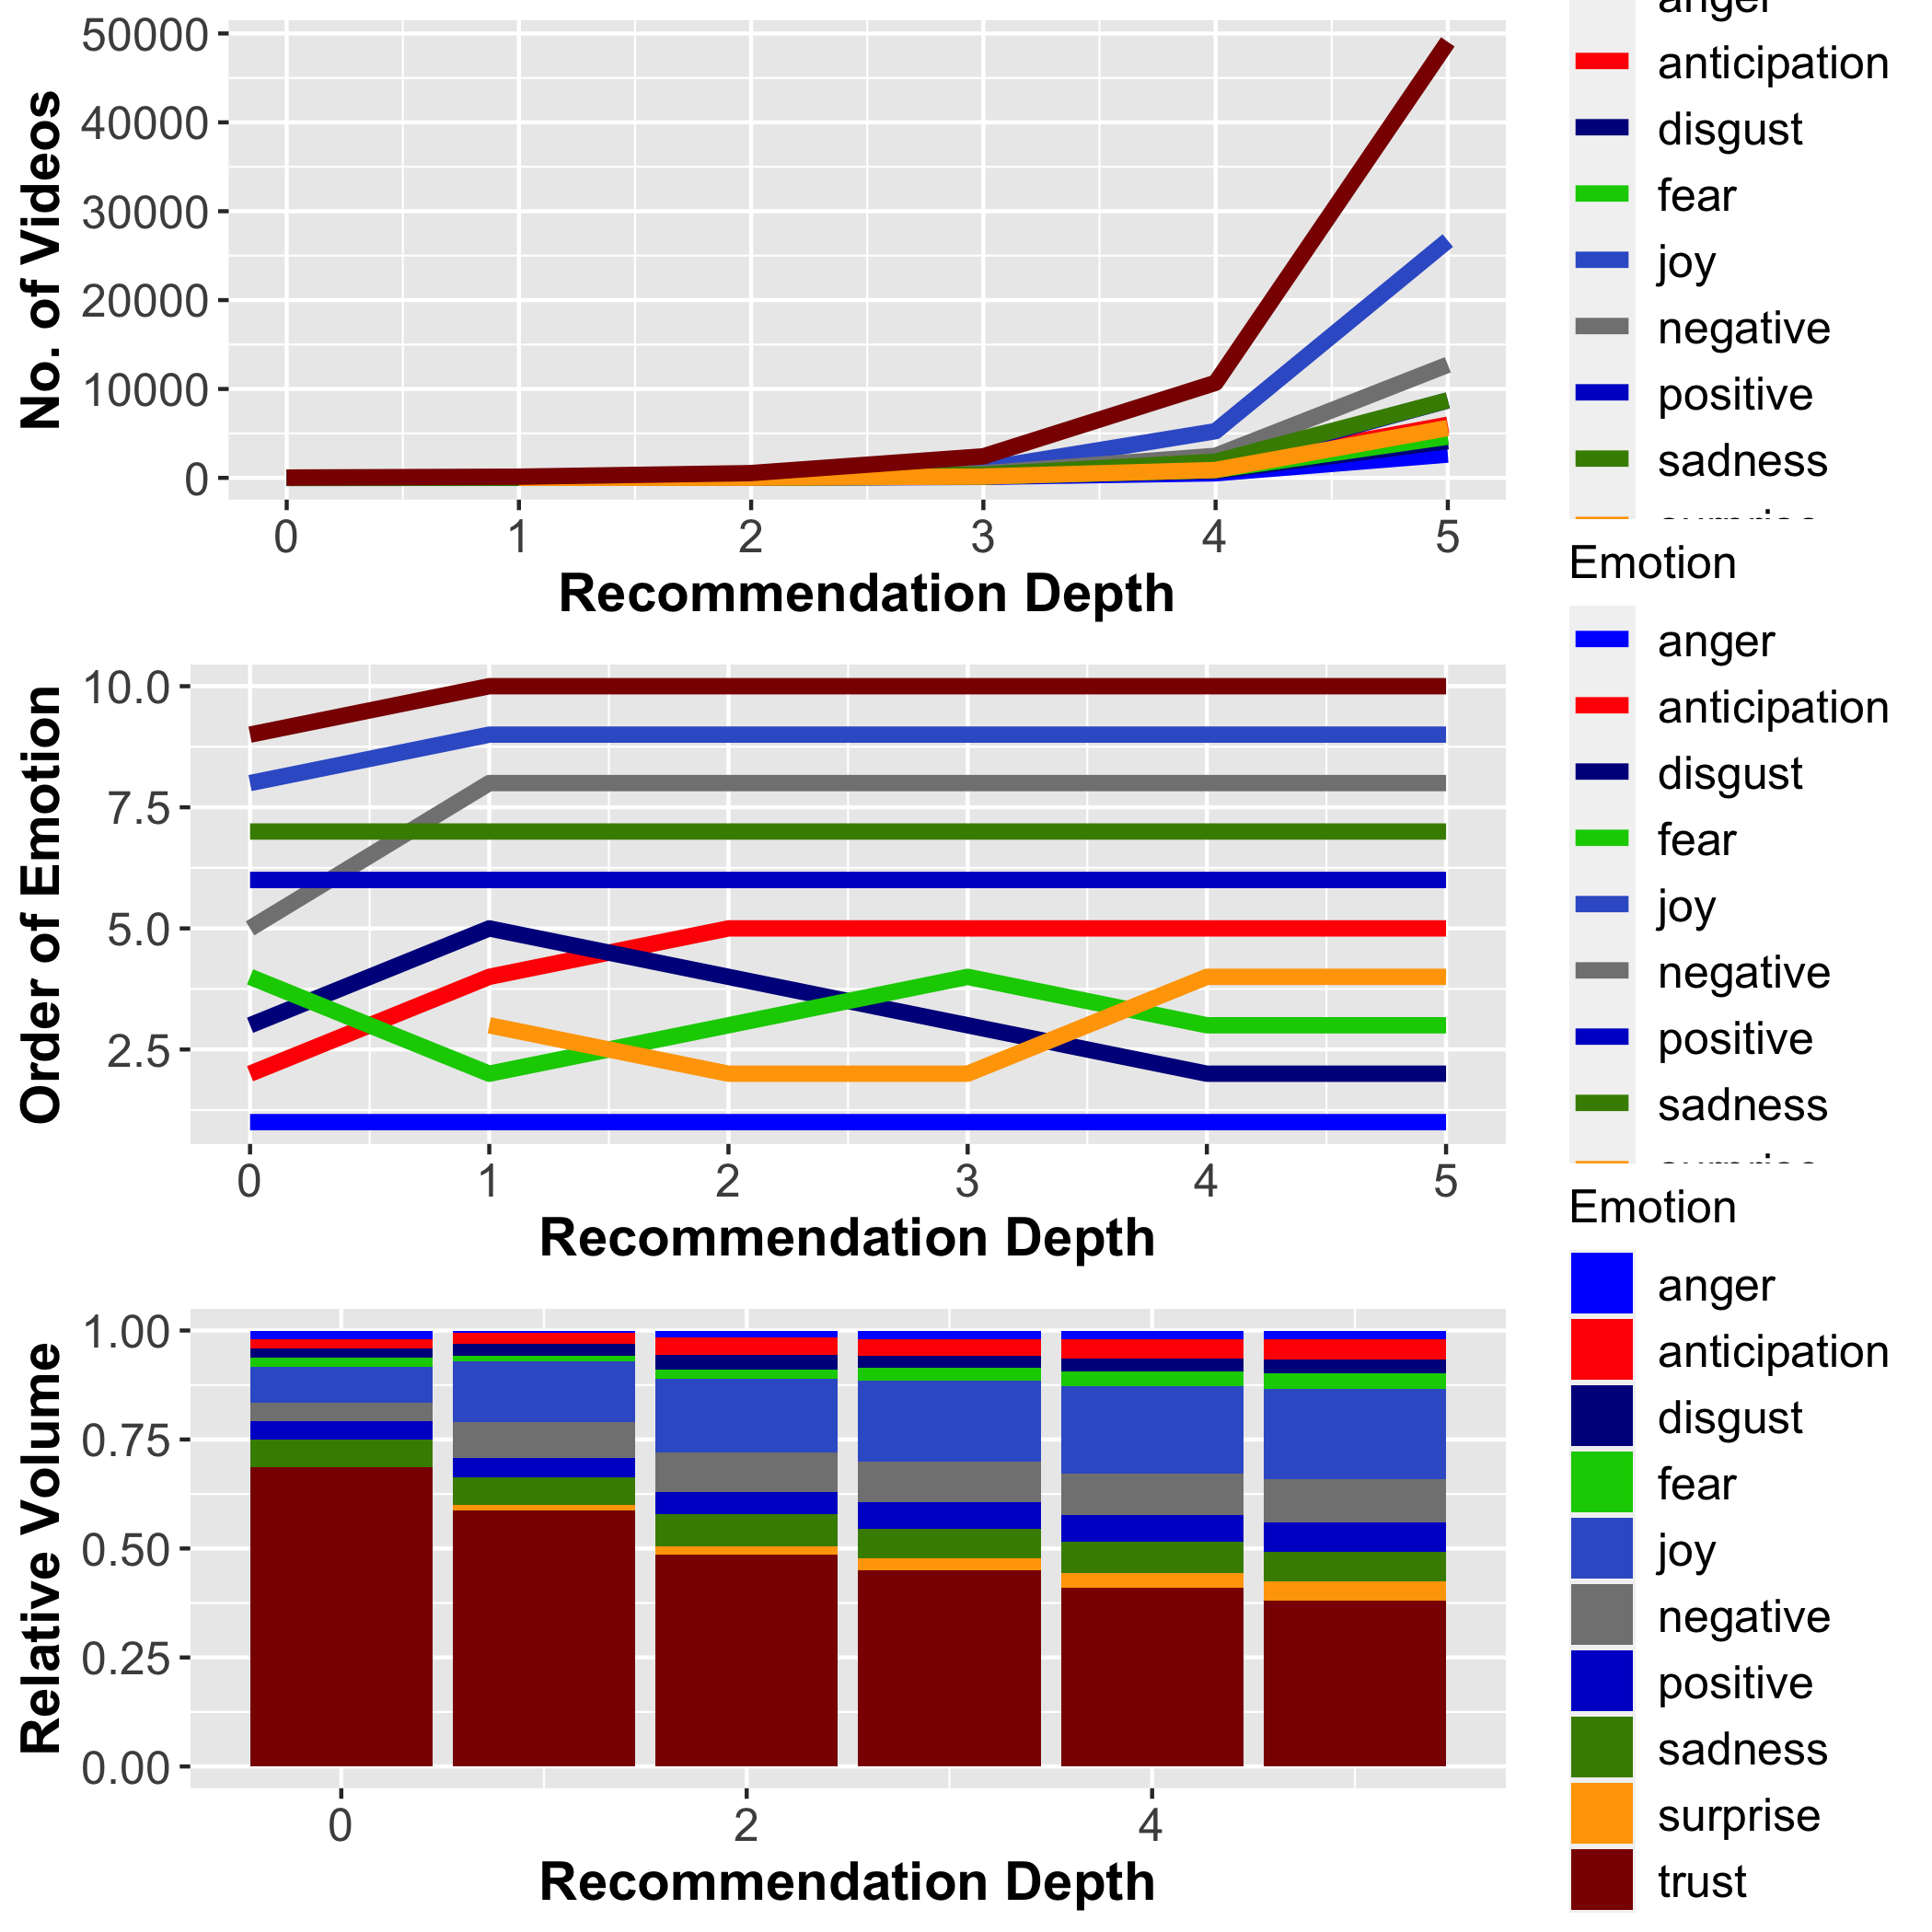 No. of Videos
50000
40000
30000
20000
10000
0
0 1 2 3 4 5
Recommendation Depth
anger
anticipation
disgust
fear
joy
negative
positive
sadness
Order of Emotion
10.0
7.5
5.0
2.5
0 1 2 3 4 5
Recommendation Depth
Emotion
anger
anticipation
disgust
fear
joy
negative
positive
sadness
Relative Volume
1.00
0.75
0.50
0.25
0.00
0 2 4
Recommendation Depth
Emotion
anger
anticipation
disgust
fear
joy
negative
positive
sadness
surprise
trust